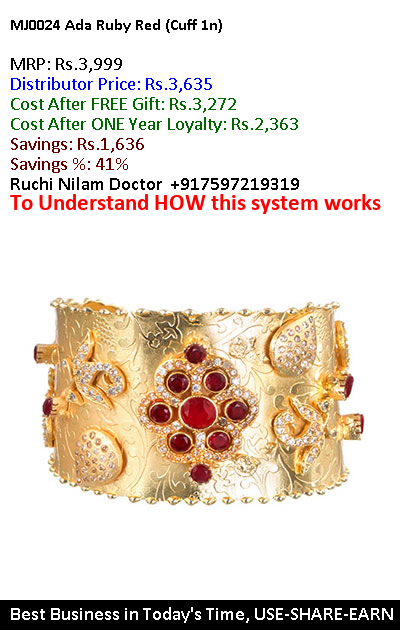 MJ0024 Ada Ruby Red (Cuff 1n)
MRP: Rs.3,999
Distributor Price: Rs.3,635
Cost After FREE Gift: Rs.3,272
Cost After ONE Year Loyalty: Rs.2,363
Savings: Rs.1,636
Savings %: 41%
Ruchi Nilam Doctor +917597219319
To Understand HOW this system works
Best Business in Today's Time, USE-SHARE-EARN